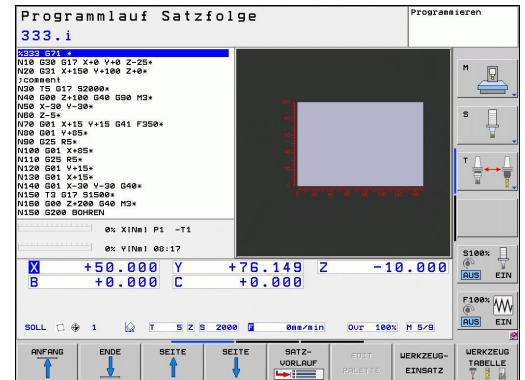 Programmlauf Satzfolge
Programmieren
333.i
%333 G71 *
N10 G30 G17 X+0 Y+0 Z-25*
N20 G31 X+150 Y+100 Z+0*
;comment
N30 T5 G17 S2000*
N40 G00 Z+100 G40 G90 M3*
N50 X-30 Y-30*
N60 Z-5*
N70 G01 X+15 Y+15 G41 F350*
N80 G01 Y+85*
N90 G25 R5*
N100 G01 X+85*
N110 G25 R5*
N120 G01 Y+15*
N130 G01 X+15*
N140 G01 X-30 Y-30 G40*
N150 T3 G17 S1500*
N160 G00 Z+200 G40 M3*
N150 G200 BOHREN
0% X[Nm] P1 -T1
0% Y[Nm] 08:17
X +50.000 Y +76.149 Z -10.000
B +0.000 C +0.000
SOLL 1 T 5 Z S 2000 F 0mm/min Ovr 100% M 5/9
M
S
T
S100%
AUS EIN
F100%
AUS EIN
ANFANG
ENDE
SEITE
SEITE
SATZ-
VORLAUF
EDIT
PALETTE
WERKZEUG-
EINSATZ
WERKZEUG
TABELLE